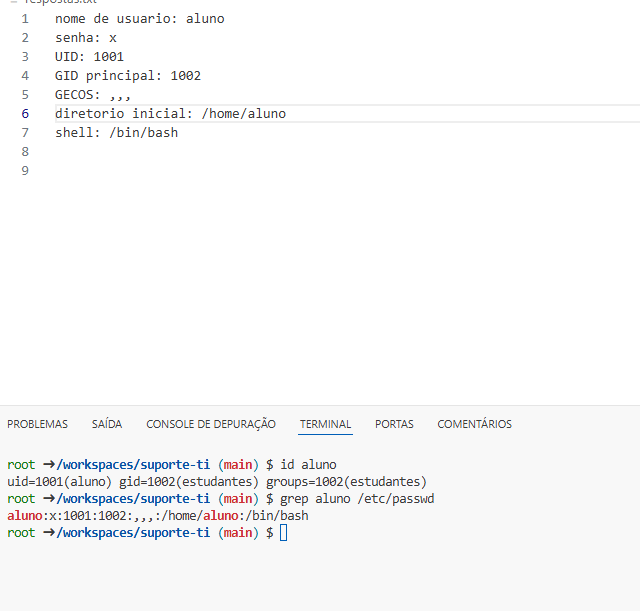 respostas.txt
1 nome de usuario: aluno
2 senha: x
3 UID: 1001
4 GID principal: 1002
5 GECOS: ,,,
6 diretorio inicial: /home/aluno
7 shell: /bin/bash
8
9
PROBLEMAS SAÍDA CONSOLE DE DEPURAÇÃO TERMINAL PORTAS COMENTÁRIOS
root ➜/workspaces/suporte-ti (main) $ id aluno
uid=1001(aluno) gid=1002(estudantes) groups=1002(estudantes)
root ➜/workspaces/suporte-ti (main) $ grep aluno /etc/passwd
aluno:x:1001:1002:,,,:/home/aluno:/bin/bash
root ➜/workspaces/suporte-ti (main) $